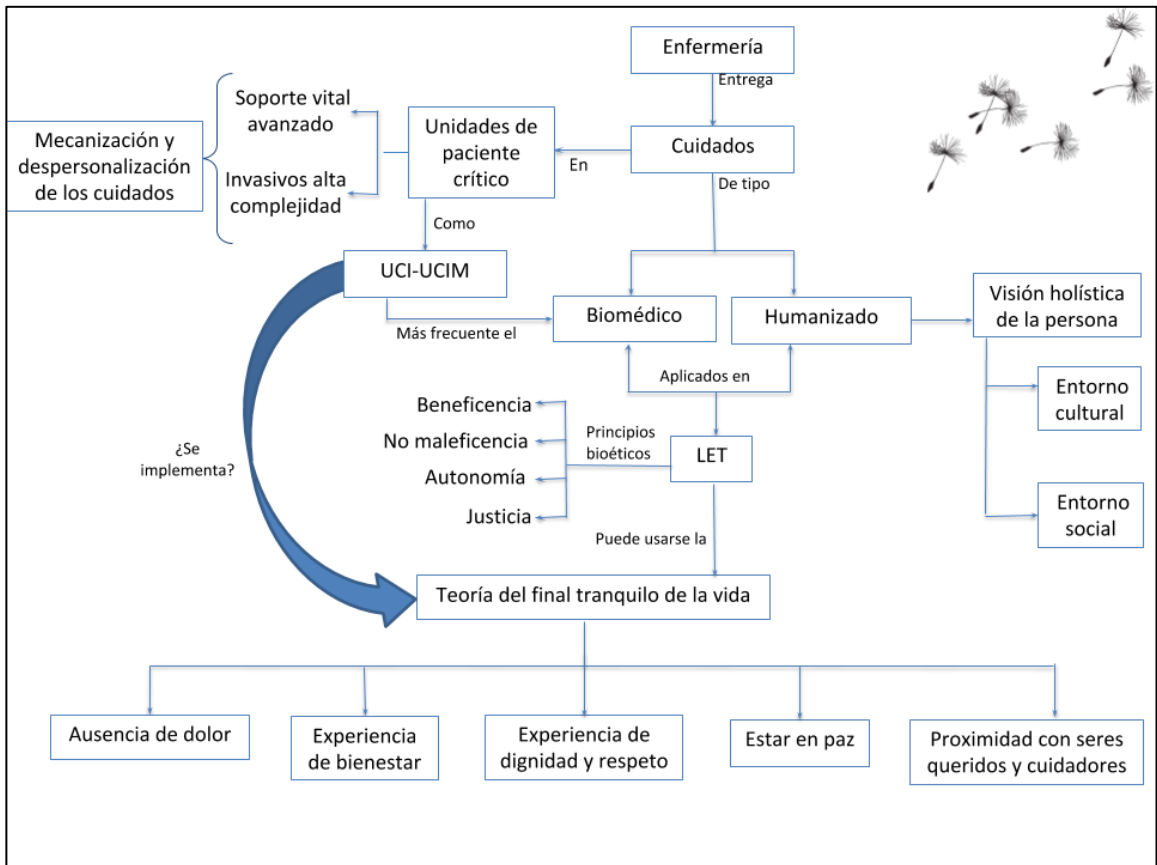 Enfermería
Entrega
Soporte vital
avanzado
Unidades de
paciente
crítico
Cuidados
Mecanización y
despersonalización
de los cuidados
En
De tipo
Invasivos alta
complejidad
Como
UCI-UCIM
Visión holística
de la persona
Biomédico
Humanizado
Más frecuente el
Aplicados en
Entorno
cultural
Beneficencia
No maleficencia
Autonomía
Justicia
Principios
bioéticos
LET
¿Se
implementa?
Entorno
social
Puede usarse la
Teoría del final tranquilo de la vida
Ausencia de dolor
Experiencia
de bienestar
Experiencia de
dignidad y respeto
Estar en paz
Proximidad con seres
queridos y cuidadores